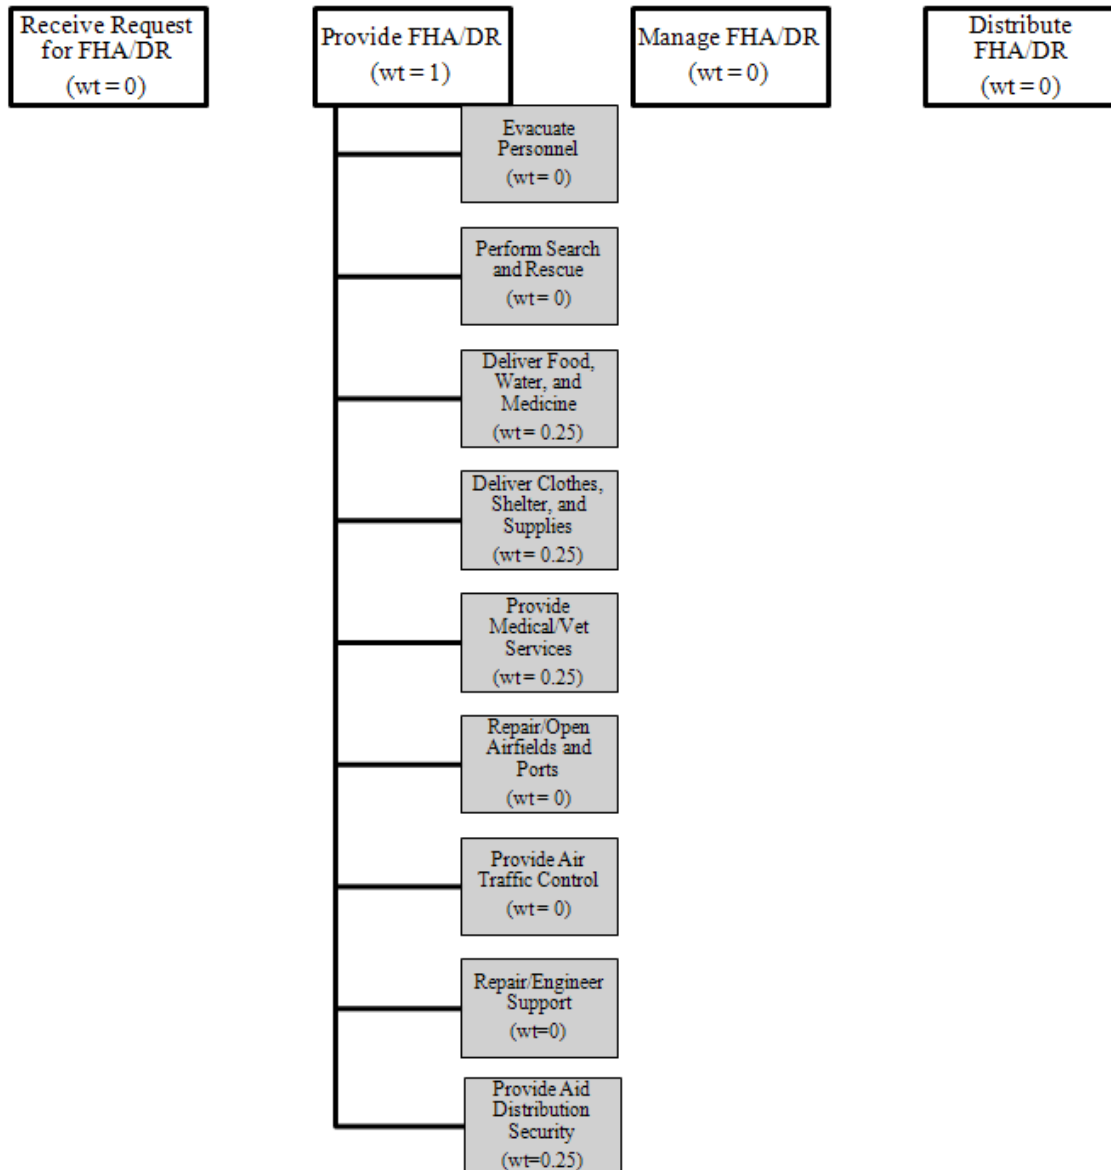 Receive Request
for FHA/DR
(wt = 0)
Provide FHA/DR
(wt = 1)
Manage FHA/DR
(wt = 0)
Distribute
FHA/DR
(wt = 0)
Evacuate
Personnel
(wt = 0)
Perform Search
and Rescue
(wt = 0)
Deliver Food,
Water, and
Medicine
(wt = 0.25)
Deliver Clothes,
Shelter, and
Supplies
(wt = 0.25)
Provide
Medical/Vet
Services
(wt = 0.25)
Repair/Open
Airfields and
Ports
(wt = 0)
Provide Air
Traffic Control
(wt = 0)
Repair/Engineer
Support
(wt=0)
Provide Aid
Distribution
Security
(wt=0.25)